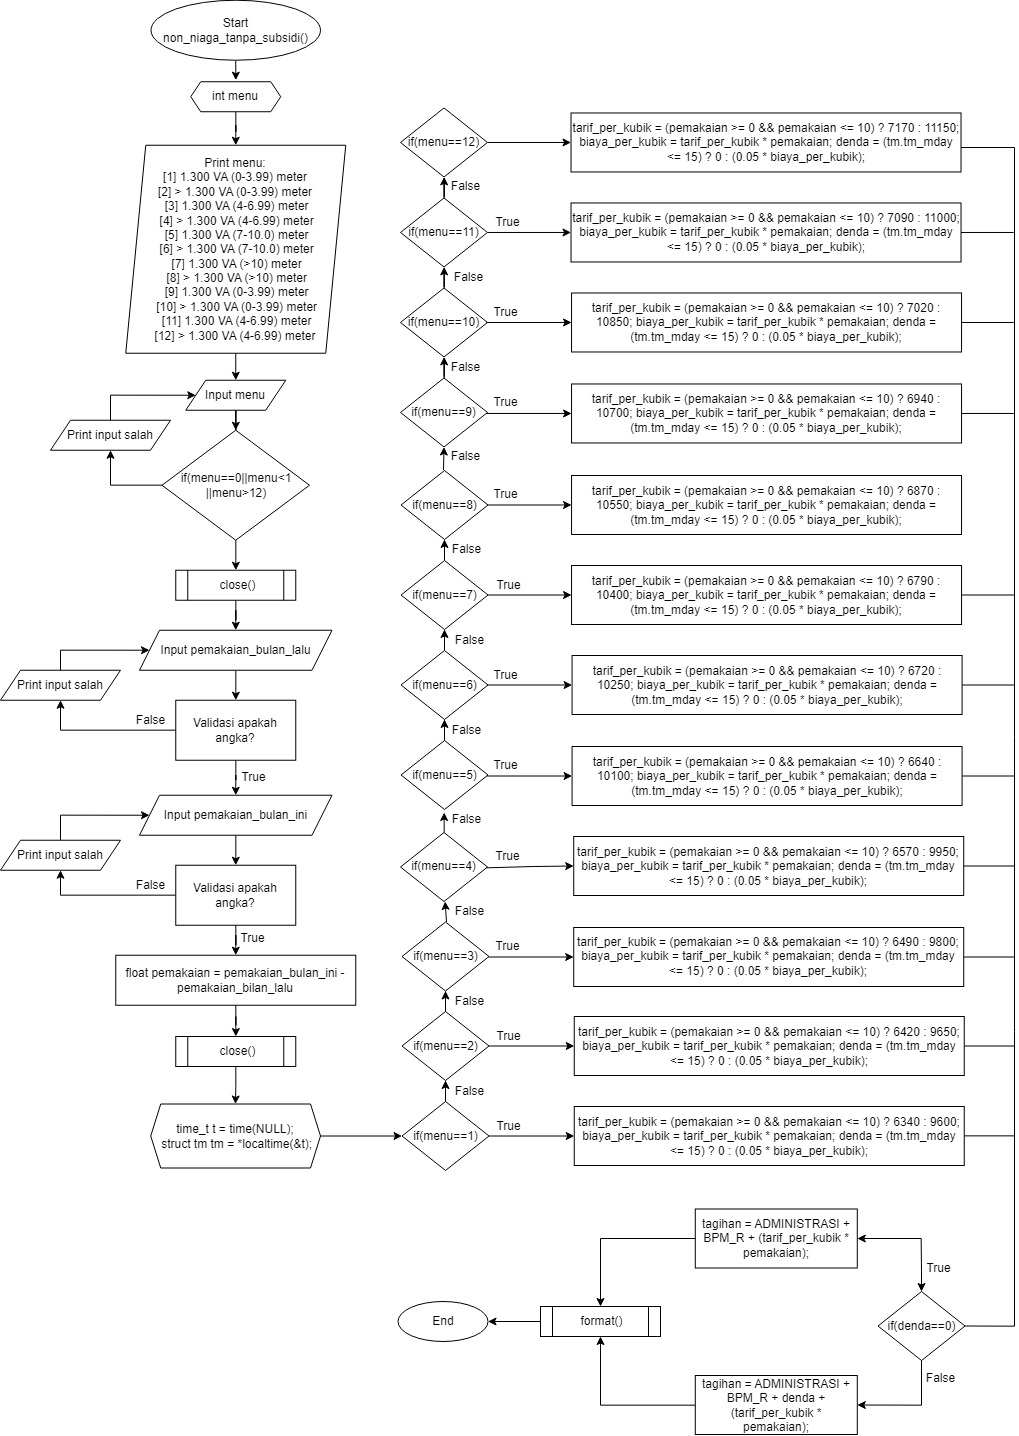 Start
non_niaga_tanpa_subsidi()
int menu
Print menu:
[1] 1.300 VA (0-3.99) meter
[2] > 1.300 VA (0-3.99) meter
[3] 1.300 VA (4-6.99) meter
[4] > 1.300 VA (4-6.99) meter
[5] 1.300 VA (7-10.0) meter
[6] > 1.300 VA (7-10.0) meter
[7] 1.300 VA (>10) meter
[8] > 1.300 VA (>10) meter
[9] 1.300 VA (0-3.99) meter
[10] > 1.300 VA (0-3.99) meter
[11] 1.300 VA (4-6.99) meter
[12] > 1.300 VA (4-6.99) meter
Input menu
Print input salah
if(menu==0||menu<1
||menu>12)
close()
Input pemakaian_bulan_lalu
Print input salah
False
Validasi apakah
angka?
True
Input pemakaian_bulan_ini
Print input salah
False
Validasi apakah
angka?
True
float pemakaian = pemakaian_bulan_ini -
pemakaian_bilan_lalu
close()
time_t t = time(NULL);
struct tm tm = *localtime(&t);
if(menu==12)
tarif_per_kubik = (pemakaian >= 0 && pemakaian <= 10) ? 7170 : 11150;
biaya_per_kubik = tarif_per_kubik * pemakaian; denda = (tm.tm_mday
<= 15) ? 0 : (0.05 * biaya_per_kubik);
False
if(menu==11)
True
tarif_per_kubik = (pemakaian >= 0 && pemakaian <= 10) ? 7090 : 11000;
biaya_per_kubik = tarif_per_kubik * pemakaian; denda = (tm.tm_mday
<= 15) ? 0 : (0.05 * biaya_per_kubik);
False
if(menu==10)
True
tarif_per_kubik = (pemakaian >= 0 && pemakaian <= 10) ? 7020 :
10850; biaya_per_kubik = tarif_per_kubik * pemakaian; denda =
(tm.tm_mday <= 15) ? 0 : (0.05 * biaya_per_kubik);
False
if(menu==9)
True
tarif_per_kubik = (pemakaian >= 0 && pemakaian <= 10) ? 6940 :
10700; biaya_per_kubik = tarif_per_kubik * pemakaian; denda =
(tm.tm_mday <= 15) ? 0 : (0.05 * biaya_per_kubik);
False
if(menu==8)
True
tarif_per_kubik = (pemakaian >= 0 && pemakaian <= 10) ? 6870 :
10550; biaya_per_kubik = tarif_per_kubik * pemakaian; denda =
(tm.tm_mday <= 15) ? 0 : (0.05 * biaya_per_kubik);
False
if(menu==7)
True
tarif_per_kubik = (pemakaian >= 0 && pemakaian <= 10) ? 6790 :
10400; biaya_per_kubik = tarif_per_kubik * pemakaian; denda =
(tm.tm_mday <= 15) ? 0 : (0.05 * biaya_per_kubik);
False
if(menu==6)
True
tarif_per_kubik = (pemakaian >= 0 && pemakaian <= 10) ? 6720 :
10250; biaya_per_kubik = tarif_per_kubik * pemakaian; denda =
(tm.tm_mday <= 15) ? 0 : (0.05 * biaya_per_kubik);
False
if(menu==5)
True
tarif_per_kubik = (pemakaian >= 0 && pemakaian <= 10) ? 6640 :
10100; biaya_per_kubik = tarif_per_kubik * pemakaian; denda =
(tm.tm_mday <= 15) ? 0 : (0.05 * biaya_per_kubik);
False
if(menu==4)
True
tarif_per_kubik = (pemakaian >= 0 && pemakaian <= 10) ? 6570 : 9950;
biaya_per_kubik = tarif_per_kubik * pemakaian; denda = (tm.tm_mday
<= 15) ? 0 : (0.05 * biaya_per_kubik);
False
if(menu==3)
True
tarif_per_kubik = (pemakaian >= 0 && pemakaian <= 10) ? 6490 : 9800;
biaya_per_kubik = tarif_per_kubik * pemakaian; denda = (tm.tm_mday
<= 15) ? 0 : (0.05 * biaya_per_kubik);
False
if(menu==2)
True
tarif_per_kubik = (pemakaian >= 0 && pemakaian <= 10) ? 6420 : 9650;
biaya_per_kubik = tarif_per_kubik * pemakaian; denda = (tm.tm_mday
<= 15) ? 0 : (0.05 * biaya_per_kubik);
False
if(menu==1)
True
tarif_per_kubik = (pemakaian >= 0 && pemakaian <= 10) ? 6340 : 9600;
biaya_per_kubik = tarif_per_kubik * pemakaian; denda = (tm.tm_mday
<= 15) ? 0 : (0.05 * biaya_per_kubik);
tagihan = ADMINISTRASI +
BPM_R + (tarif_per_kubik *
pemakaian);
True
if(denda==0)
format()
End
False
tagihan = ADMINISTRASI +
BPM_R + denda +
(tarif_per_kubik *
pemakaian);